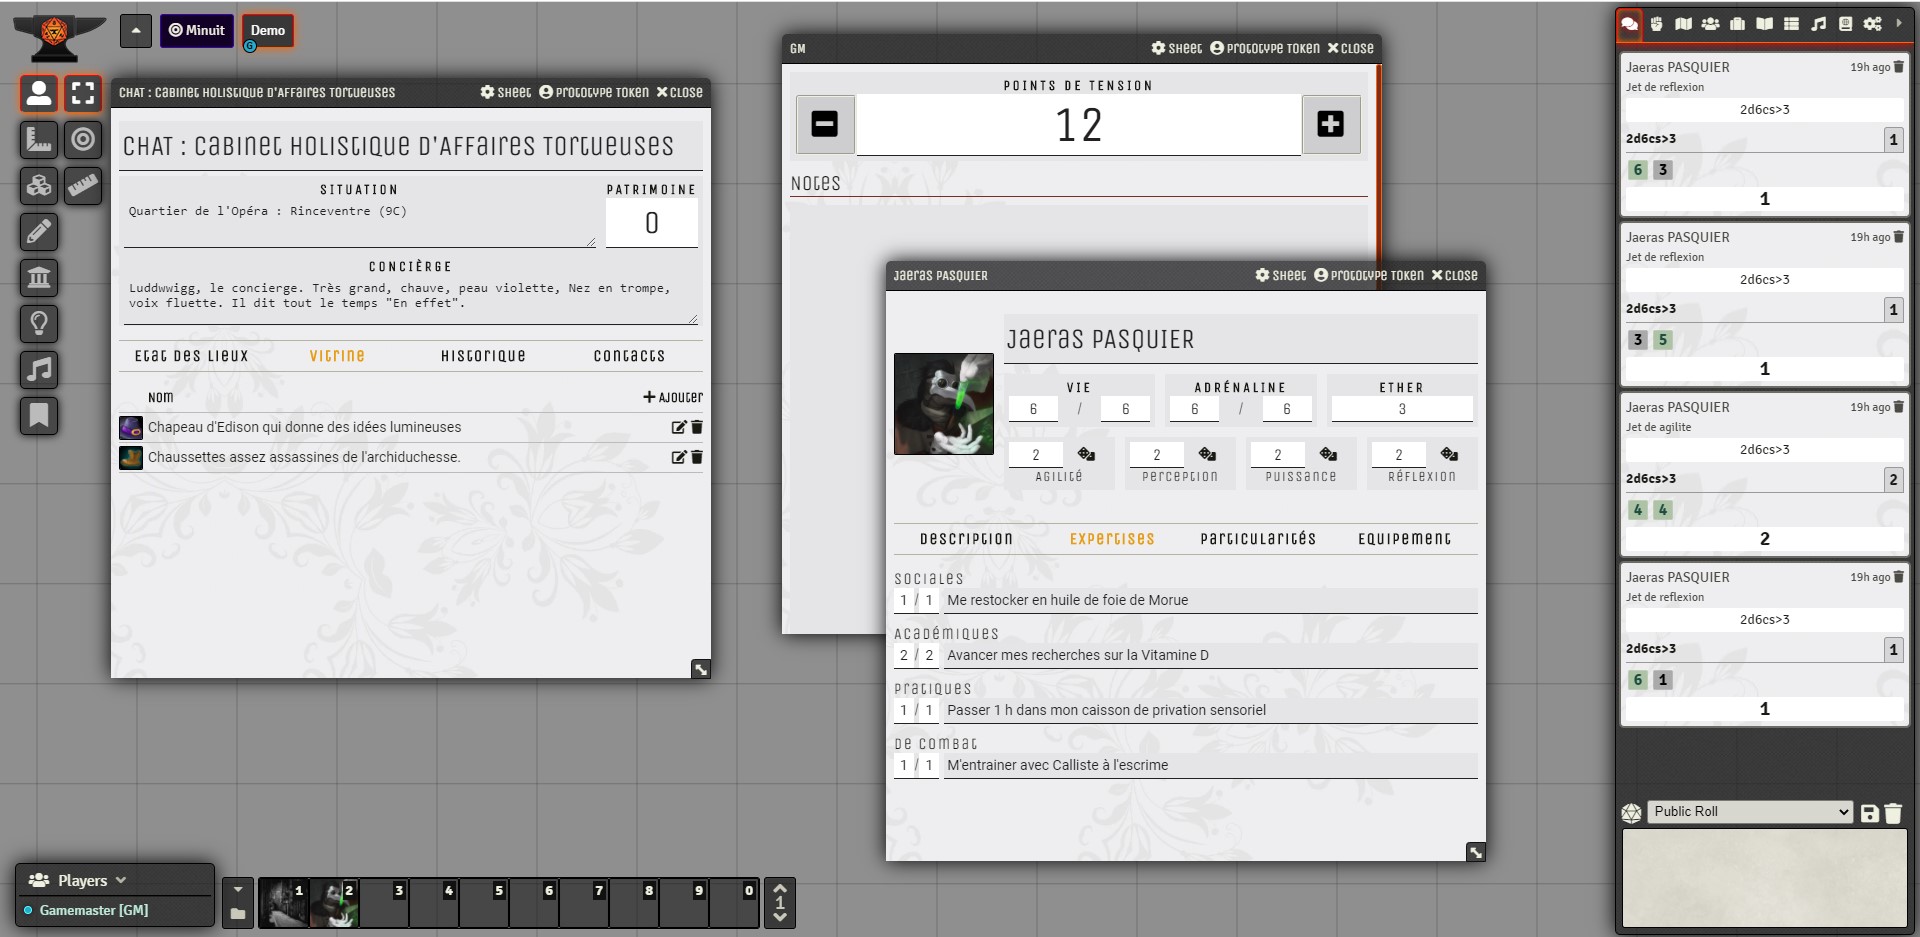 Minuit
Demo
G
CHAT : Cabinet Holistique d'Affaires Tortueuses
Sheet
Prototype Token
Close
CHAT : Cabinet Holistique d'Affaires Tortueuses
SITUATION
PATRIMOINE
Quartier de l'Opéra : Rinceventre (9C)
0
CONCIÈRGE
Luddwwigg, le concierge. Très grand, chauve, peau violette, Nez en trompe,
voix fluette. Il dit tout le temps "En effet".
Etat des lieux
Vitrine
Historique
Contacts
Nom
Ajouter
Chapeau d'Edison qui donne des idées lumineuses
Chaussettes assez assassines de l'archiduchesse.
GM
Sheet
Prototype Token
Close
POINTS DE TENSION
12
Notes
Jaeras PASQUIER
Sheet
Prototype Token
Close
Jaeras PASQUIER
VIE
ADRÉNALINE
ETHER
6 / 6
6 / 6
3
2
2
2
2
Agilité
Perception
Puissance
Réflexion
Description
Expertises
Particularités
Equipement
Sociales
1 / 1 Me restocker en huile de foie de Morue
Académiques
2 / 2 Avancer mes recherches sur la Vitamine D
Pratiques
1 / 1 Passer 1 h dans mon caisson de privation sensoriel
De combat
1 / 1 M'entrainer avec Calliste à l'escrime
Jaeras PASQUIER
19h ago
Jet de reflexion
2d6cs>3
2d6cs>3
1
6 3
1
Jaeras PASQUIER
19h ago
Jet de reflexion
2d6cs>3
2d6cs>3
1
3 5
1
Jaeras PASQUIER
19h ago
Jet de agilite
2d6cs>3
2d6cs>3
2
4 4
2
Jaeras PASQUIER
19h ago
Jet de reflexion
2d6cs>3
2d6cs>3
1
6 1
1
Public Roll
Players
Gamemaster [GM]
1 2 3 4 5 6 7 8 9 0
1